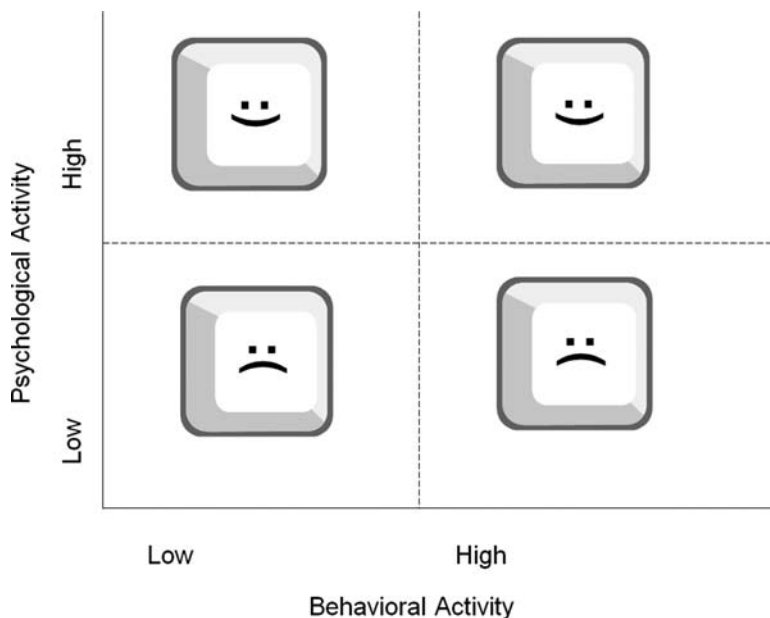 Psychological Activity
High
Low
Low High
Behavioral Activity